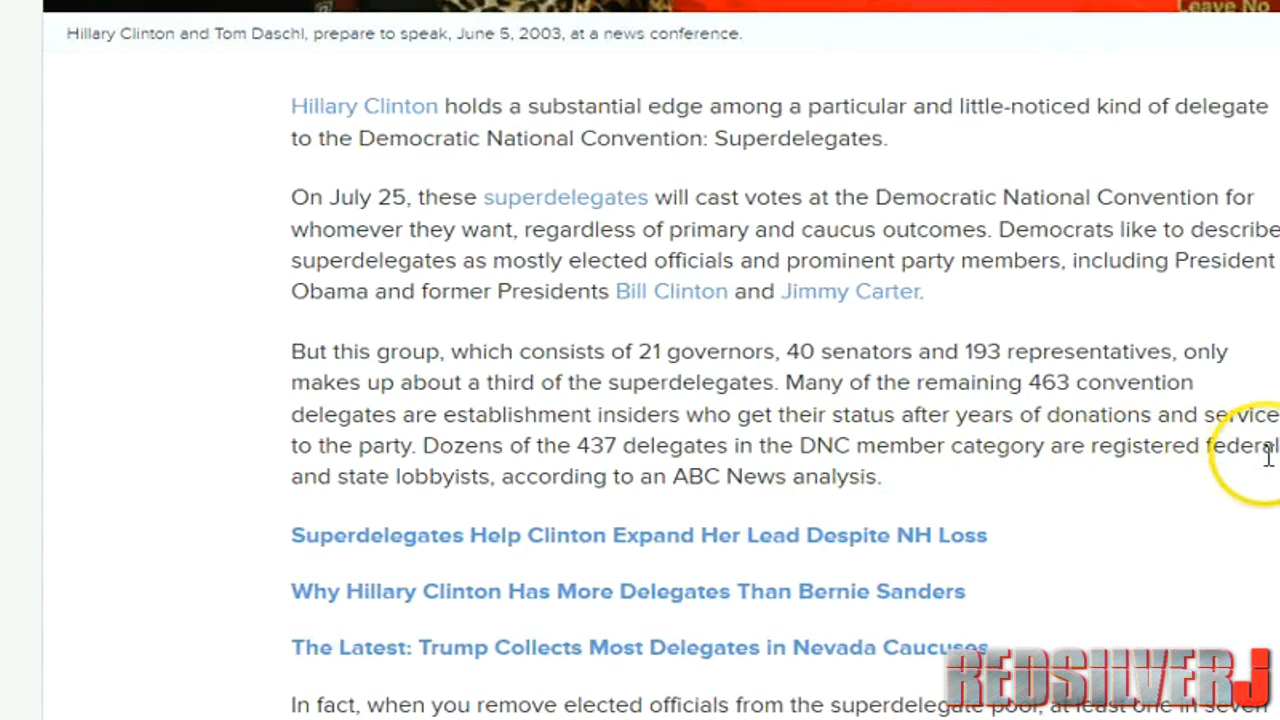 Leave No
Hillary Clinton and Tom Daschl, prepare to speak, June 5, 2003, at a news conference.
Hillary Clinton holds a substantial edge among a particular and little-noticed kind of delegate
to the Democratic National Convention: Superdelegates.
On July 25, these superdelegates will cast votes at the Democratic National Convention for
whomever they want, regardless of primary and caucus outcomes. Democrats like to describe
superdelegates as mostly elected officials and prominent party members, including President
Obama and former Presidents Bill Clinton and Jimmy Carter.
But this group, which consists of 21 governors, 40 senators and 193 representatives, only
makes up about a third of the superdelegates. Many of the remaining 463 convention
delegates are establishment insiders who get their status after years of donations and service
to the party. Dozens of the 437 delegates in the DNC member category are registered federal
and state lobbyists, according to an ABC News analysis.
Superdelegates Help Clinton Expand Her Lead Despite NH Loss
Why Hillary Clinton Has More Delegates Than Bernie Sanders
The Latest: Trump Collects Most Delegates in Nevada Caucuses
REDSILVERJ
In fact, when you remove elected officials from the superdelegate pool, at least one in seven